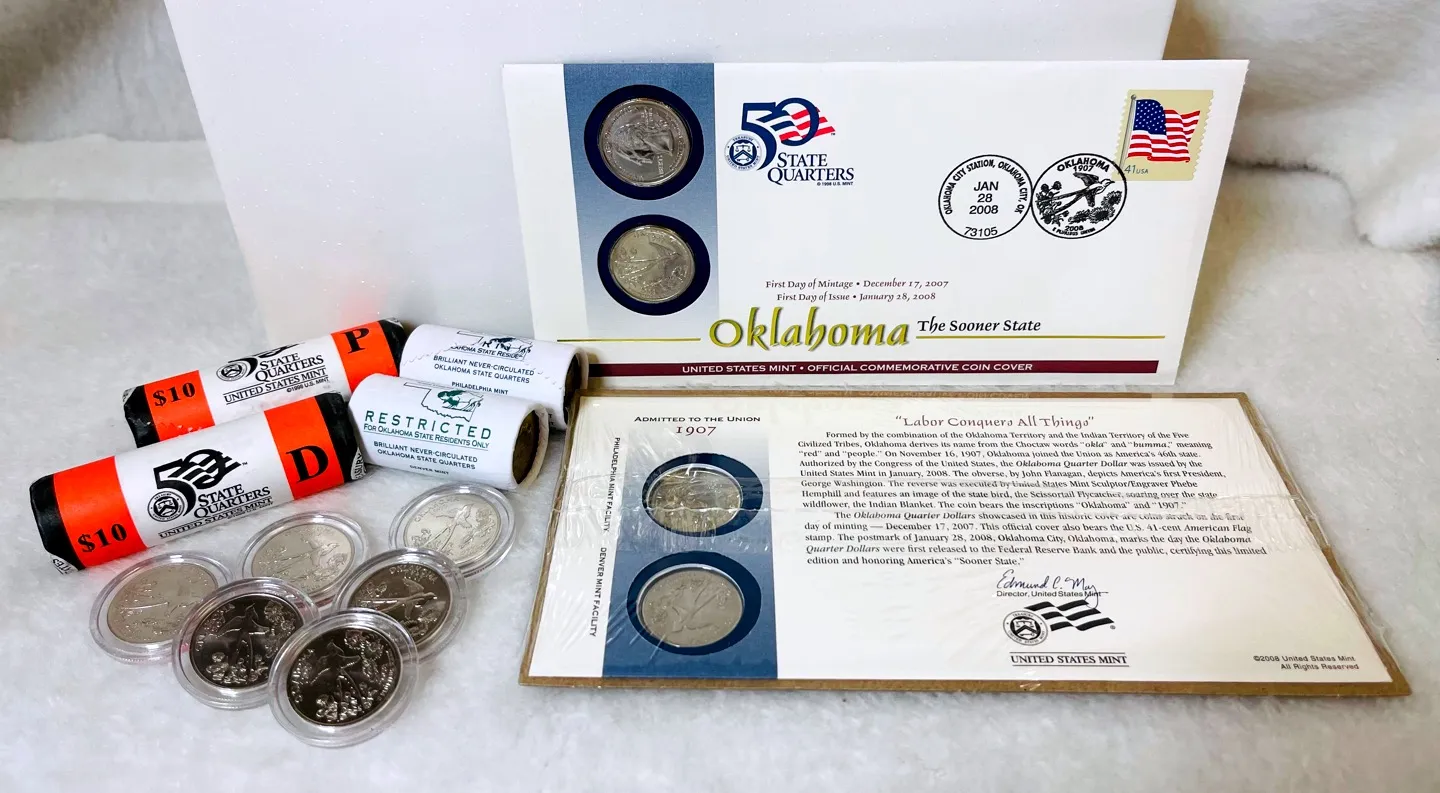 50
STATE
QUARTERS
© 1998 U.S. MINT
41 USA
OKLAHOMA CITY STATION, OKLAHOMA CITY, OK
JAN
28
2008
73105
OKLAHOMA
1907
2008
E PLURIBUS UNUM
First Day of Mintage • December 17, 2007
First Day of Issue • January 28, 2008
Oklahoma The Sooner State
UNITED STATES MINT • OFFICIAL COMMEMORATIVE COIN COVER
$10
50
STATE
QUARTERS
UNITED STATES MINT
©1998 U.S. MINT
P
OKLAHOMA STATE RESIDE
BRILLIANT NEVER-CIRCULATED
OKLAHOMA STATE QUARTERS
PHILADELPHIA MINT
RESTRICTED
FOR OKLAHOMA STATE RESIDENTS ONLY
BRILLIANT NEVER-CIRCULATED
OKLAHOMA STATE QUARTERS
DENVER MINT
$10
50
STATE
QUARTERS
UNITED STATES MINT
D
ADMITTED TO THE UNION
1907
PHILADELPHIA MINT FACILITY
DENVER MINT FACILITY
"Labor Conquers All Things"
Formed by the combination of the Oklahoma Territory and the Indian Territory of the Five
Civilized Tribes, Oklahoma derives its name from the Choctaw words "okla" and "humma," meaning
"red" and "people." On November 16, 1907, Oklahoma joined the Union as America's 46th state.
Authorized by the Congress of the United States, the Oklahoma Quarter Dollar was issued by the
United States Mint in January, 2008. The obverse, by John Flanagan, depicts America's first President,
George Washington. The reverse was executed by United States Mint Sculptor/Engraver Phebe
Hemphill and features an image of the state bird, the Scissortail Flycatcher, soaring over the state
wildflower, the Indian Blanket. The coin bears the inscriptions "Oklahoma" and "1907."
The Oklahoma Quarter Dollars showcased in this historic cover are coins struck on the first
day of minting — December 17, 2007. This official cover also bears the U.S. 41-cent American Flag
stamp. The postmark of January 28, 2008, Oklahoma City, Oklahoma, marks the day the Oklahoma
Quarter Dollars were first released to the Federal Reserve Bank and the public, certifying this limited
edition and honoring America's "Sooner State."
Edmund C. Moy
Director, United States Mint
UNITED STATES MINT
©2008 United States Mint
All Rights Reserved